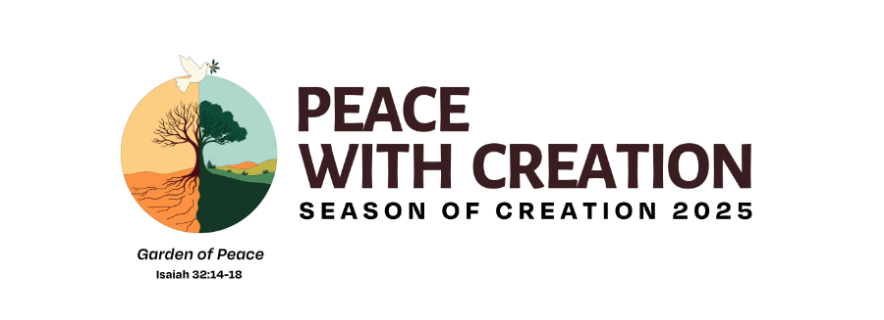 PEACE
WITH CREATION
SEASON OF CREATION 2025
Garden of Peace
Isaiah 32:14-18